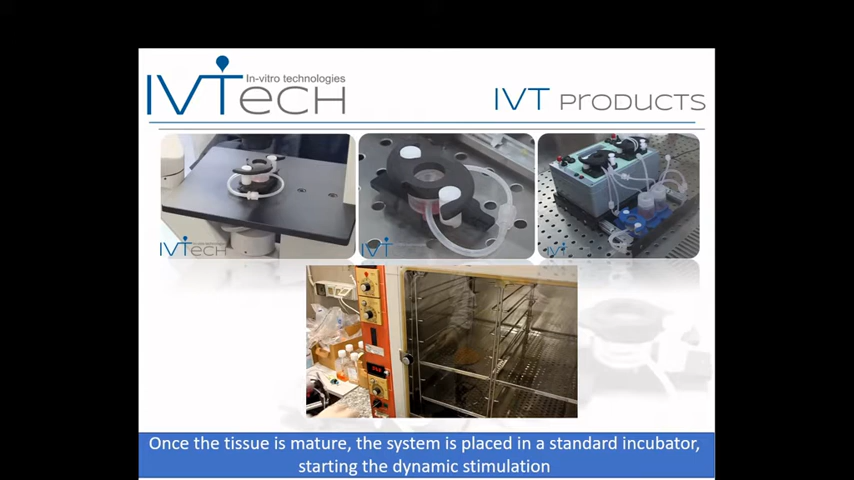 In-vitro technologies
IVTech
IVT PRODUCTS
IVTech
IVT
IVT
Once the tissue is mature, the system is placed in a standard incubator,
starting the dynamic stimulation